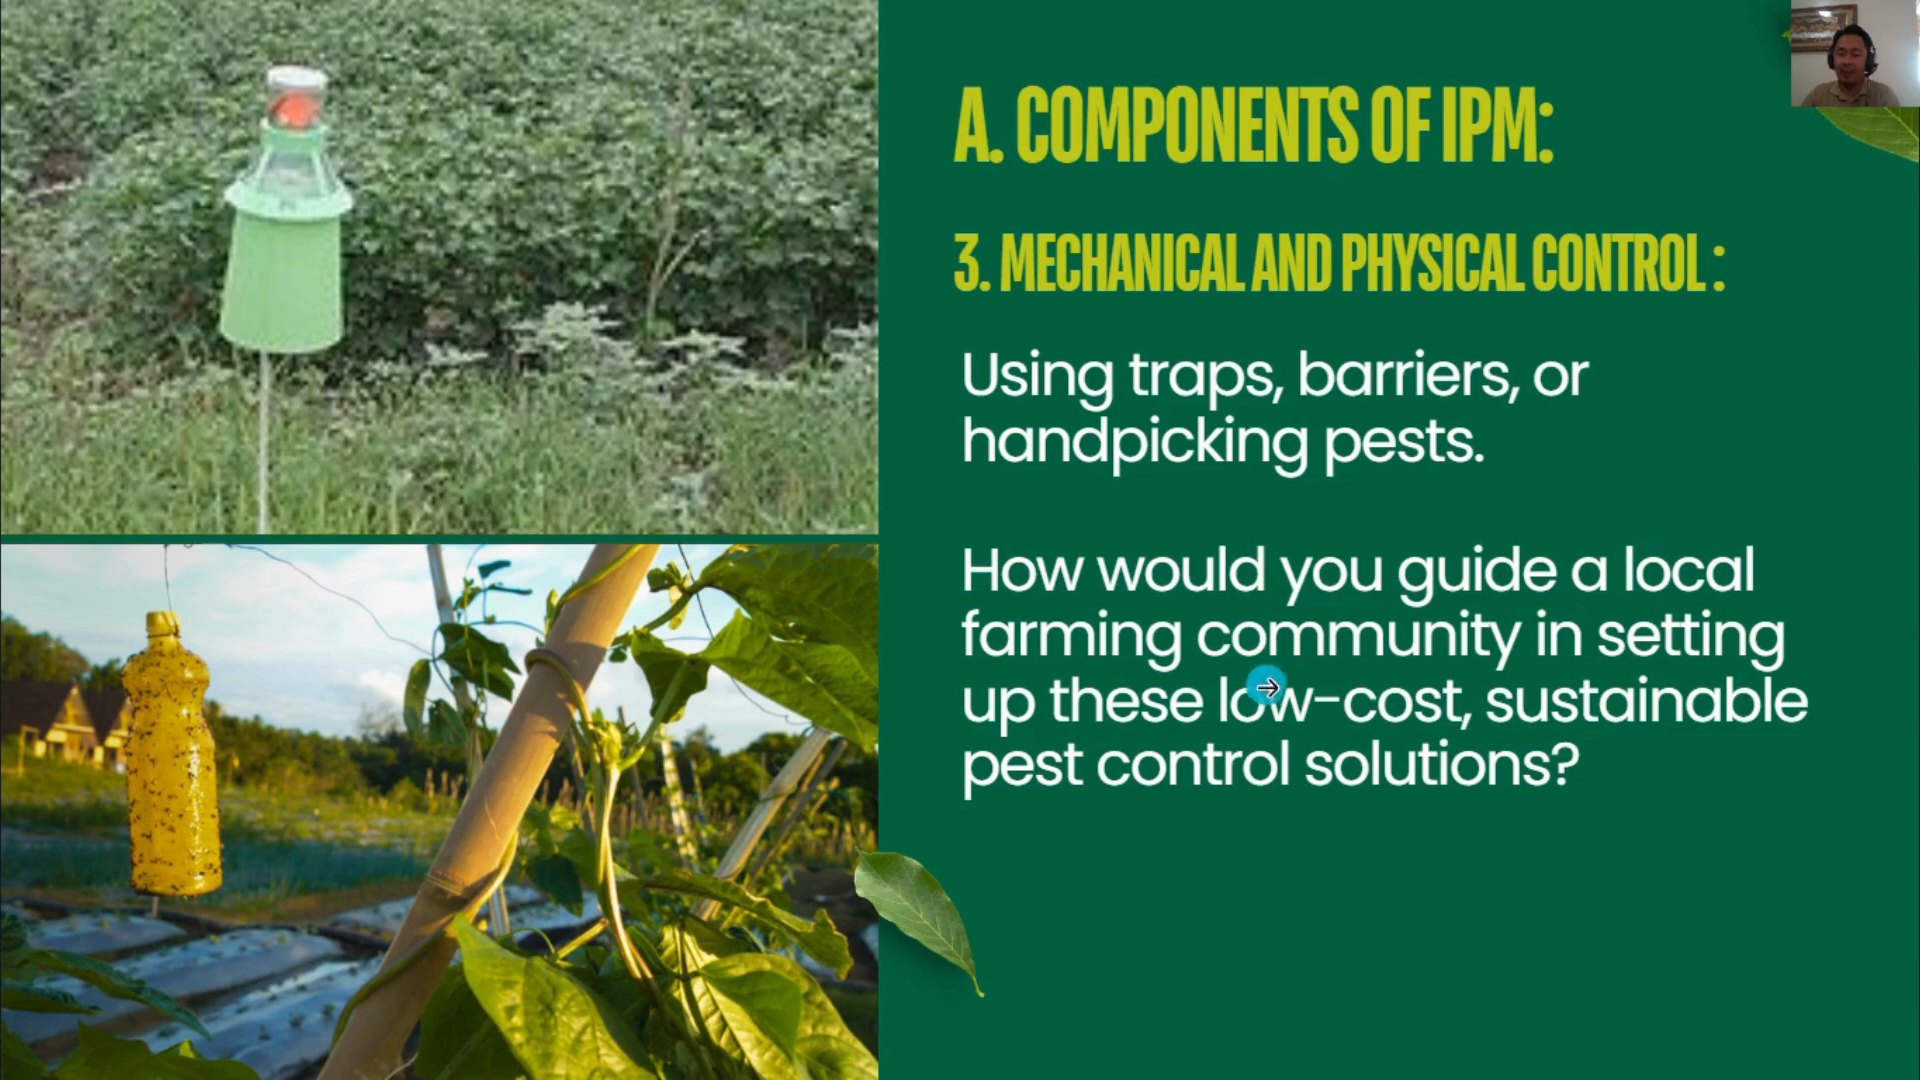 A. COMPONENTS OF IPM:
3. MECHANICAL AND PHYSICAL CONTROL :
Using traps, barriers, or
handpicking pests.
How would you guide a local
farming community in setting
up these low-cost, sustainable
pest control solutions?